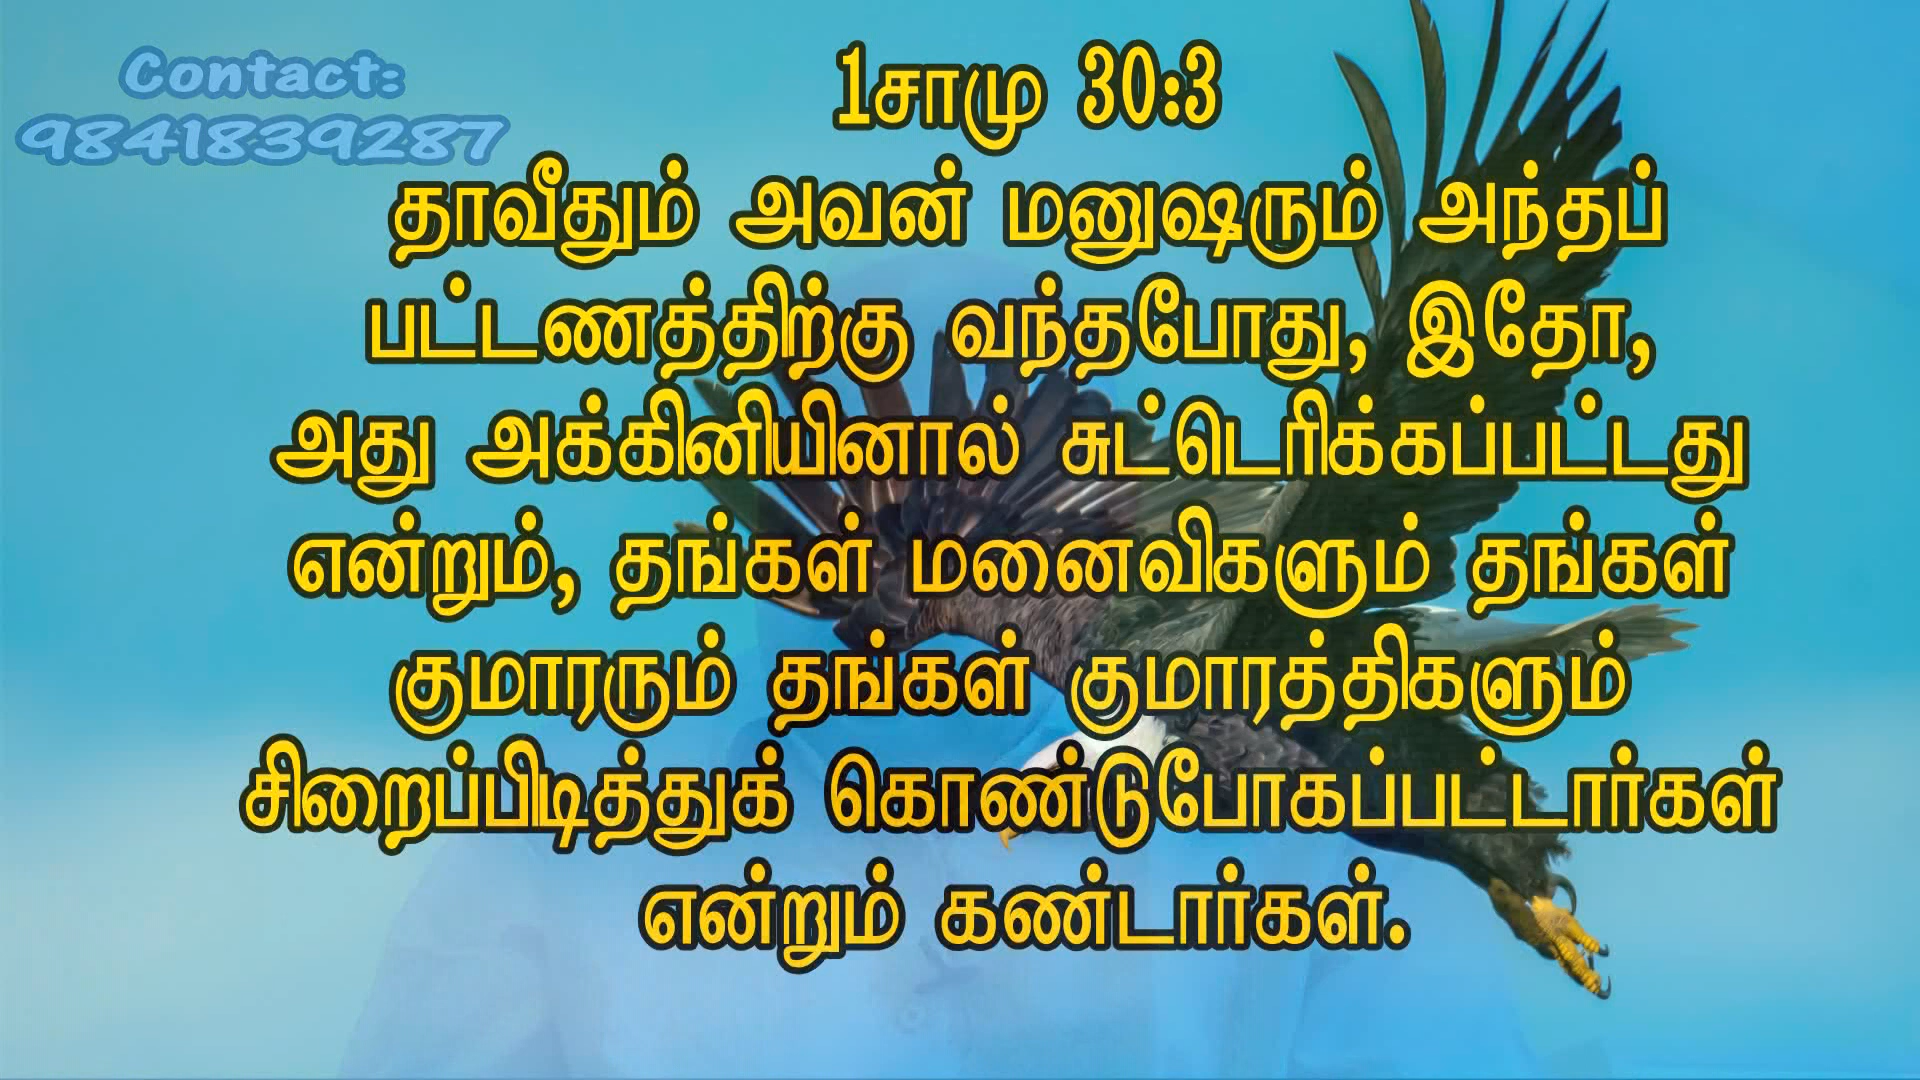 Contact:
9841839287
1சாமு 30:3
தாவீதும் அவன் மனுஷரும் அந்தப்
பட்டணத்திற்கு வந்தபோது, இதோ,
அது அக்கினியினால் சுட்டெரிக்கப்பட்டது
என்றும், தங்கள் மனைவிகளும் தங்கள்
குமாரரும் தங்கள் குமாரத்திகளும்
சிறைப்பிடித்துக் கொண்டுபோகப்பட்டார்கள்
என்றும் கண்டார்கள்.